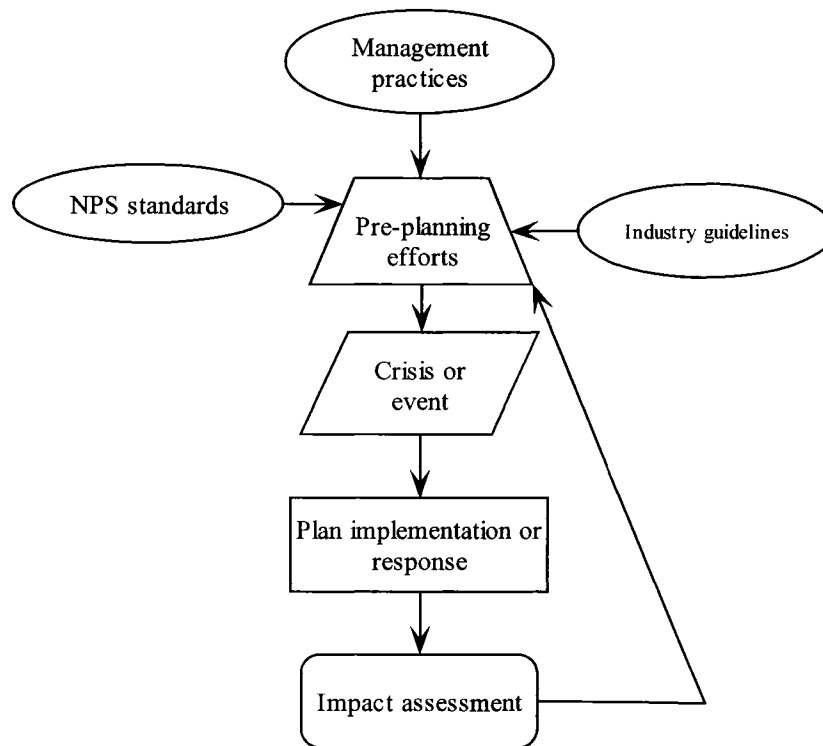 Management
practices
NPS standards
Pre-planning
efforts
Industry guidelines
Crisis or
event
Plan implementation or
response
Impact assessment